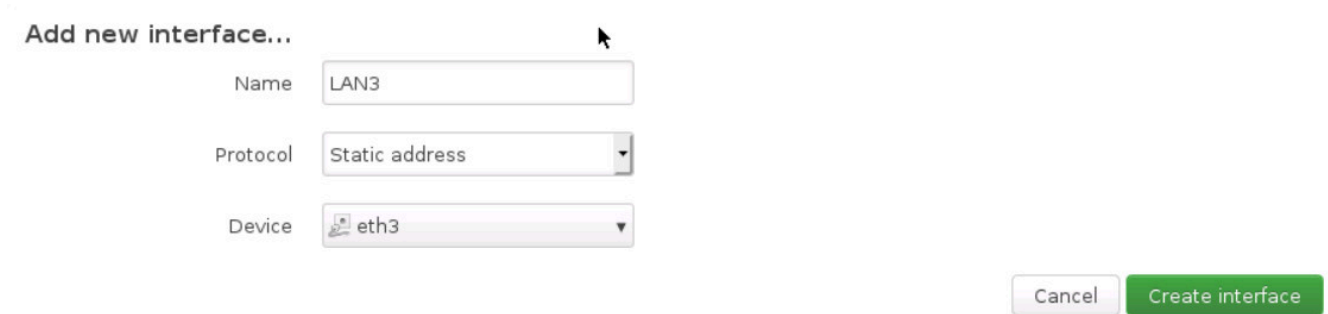 Add new interface...
Name LAN3
Protocol Static address
Device eth3
Cancel Create interface